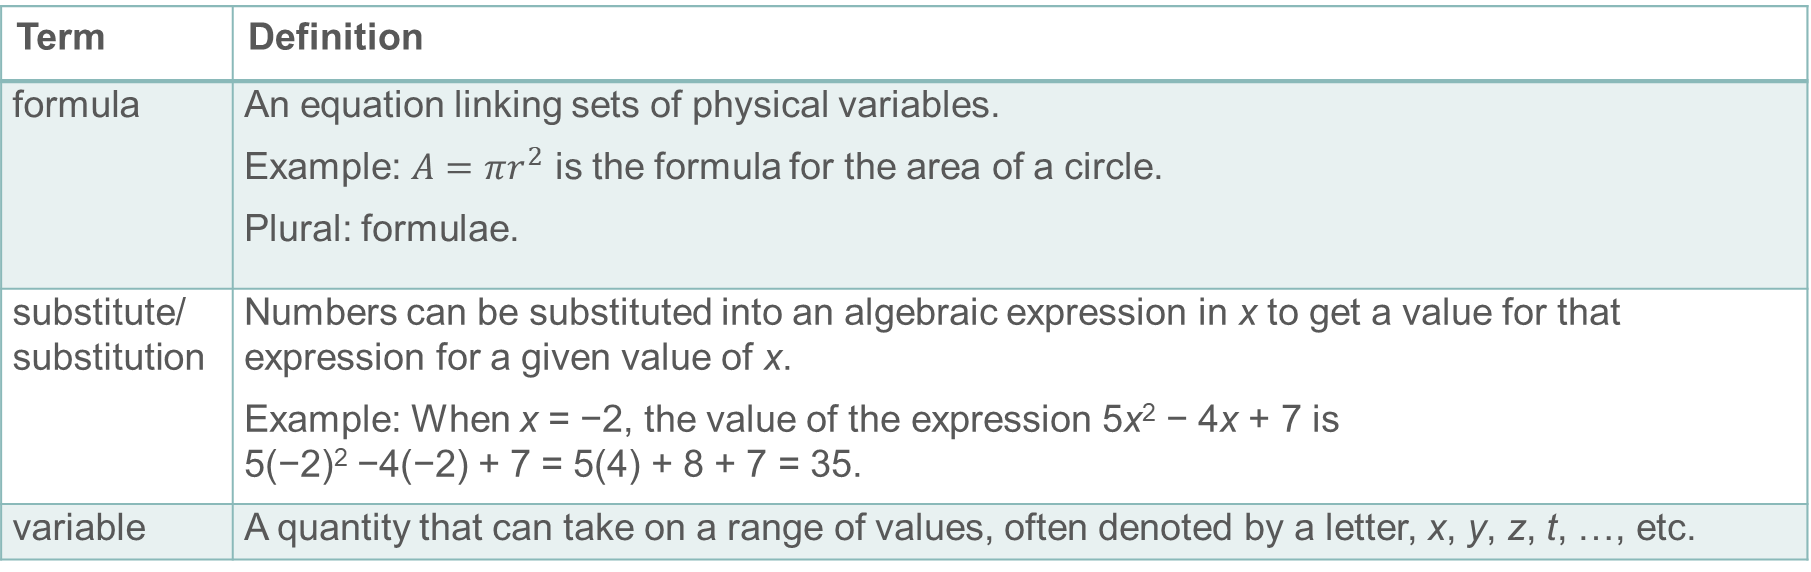 Term Definition
formula An equation linking sets of physical variables.
Example: A = πr² is the formula for the area of a circle.
Plural: formulae.
substitute/ Numbers can be substituted into an algebraic expression in x to get a value for that
substitution expression for a given value of x.
Example: When x = −2, the value of the expression 5x² − 4x + 7 is
5(−2)² −4(−2) + 7 = 5(4) + 8 + 7 = 35.
variable A quantity that can take on a range of values, often denoted by a letter, x, y, z, t, …, etc.